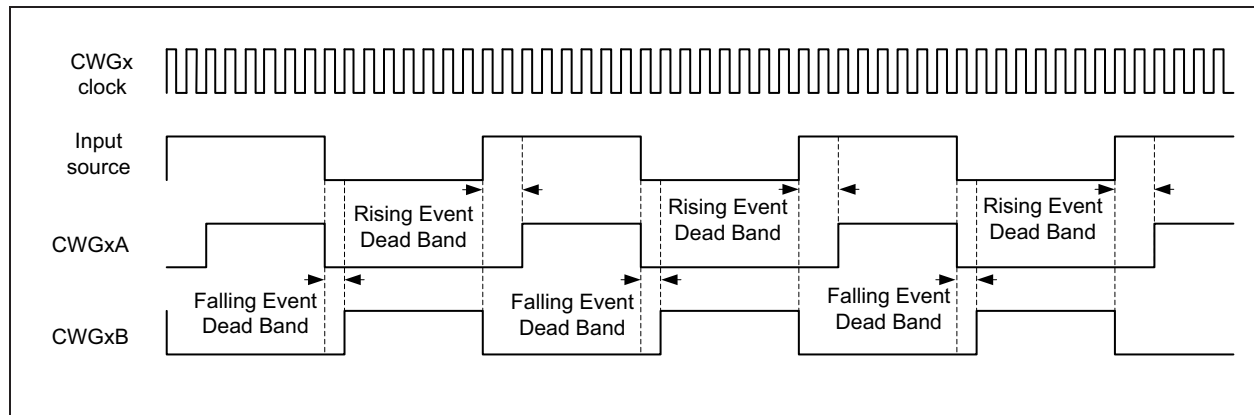 CWGx
clock
Input
source
Rising Event
Dead Band
Rising Event
Dead Band
Rising Event
Dead Band
CWGxA
Falling Event
Dead Band
Falling Event
Dead Band
Falling Event
Dead Band
CWGxB